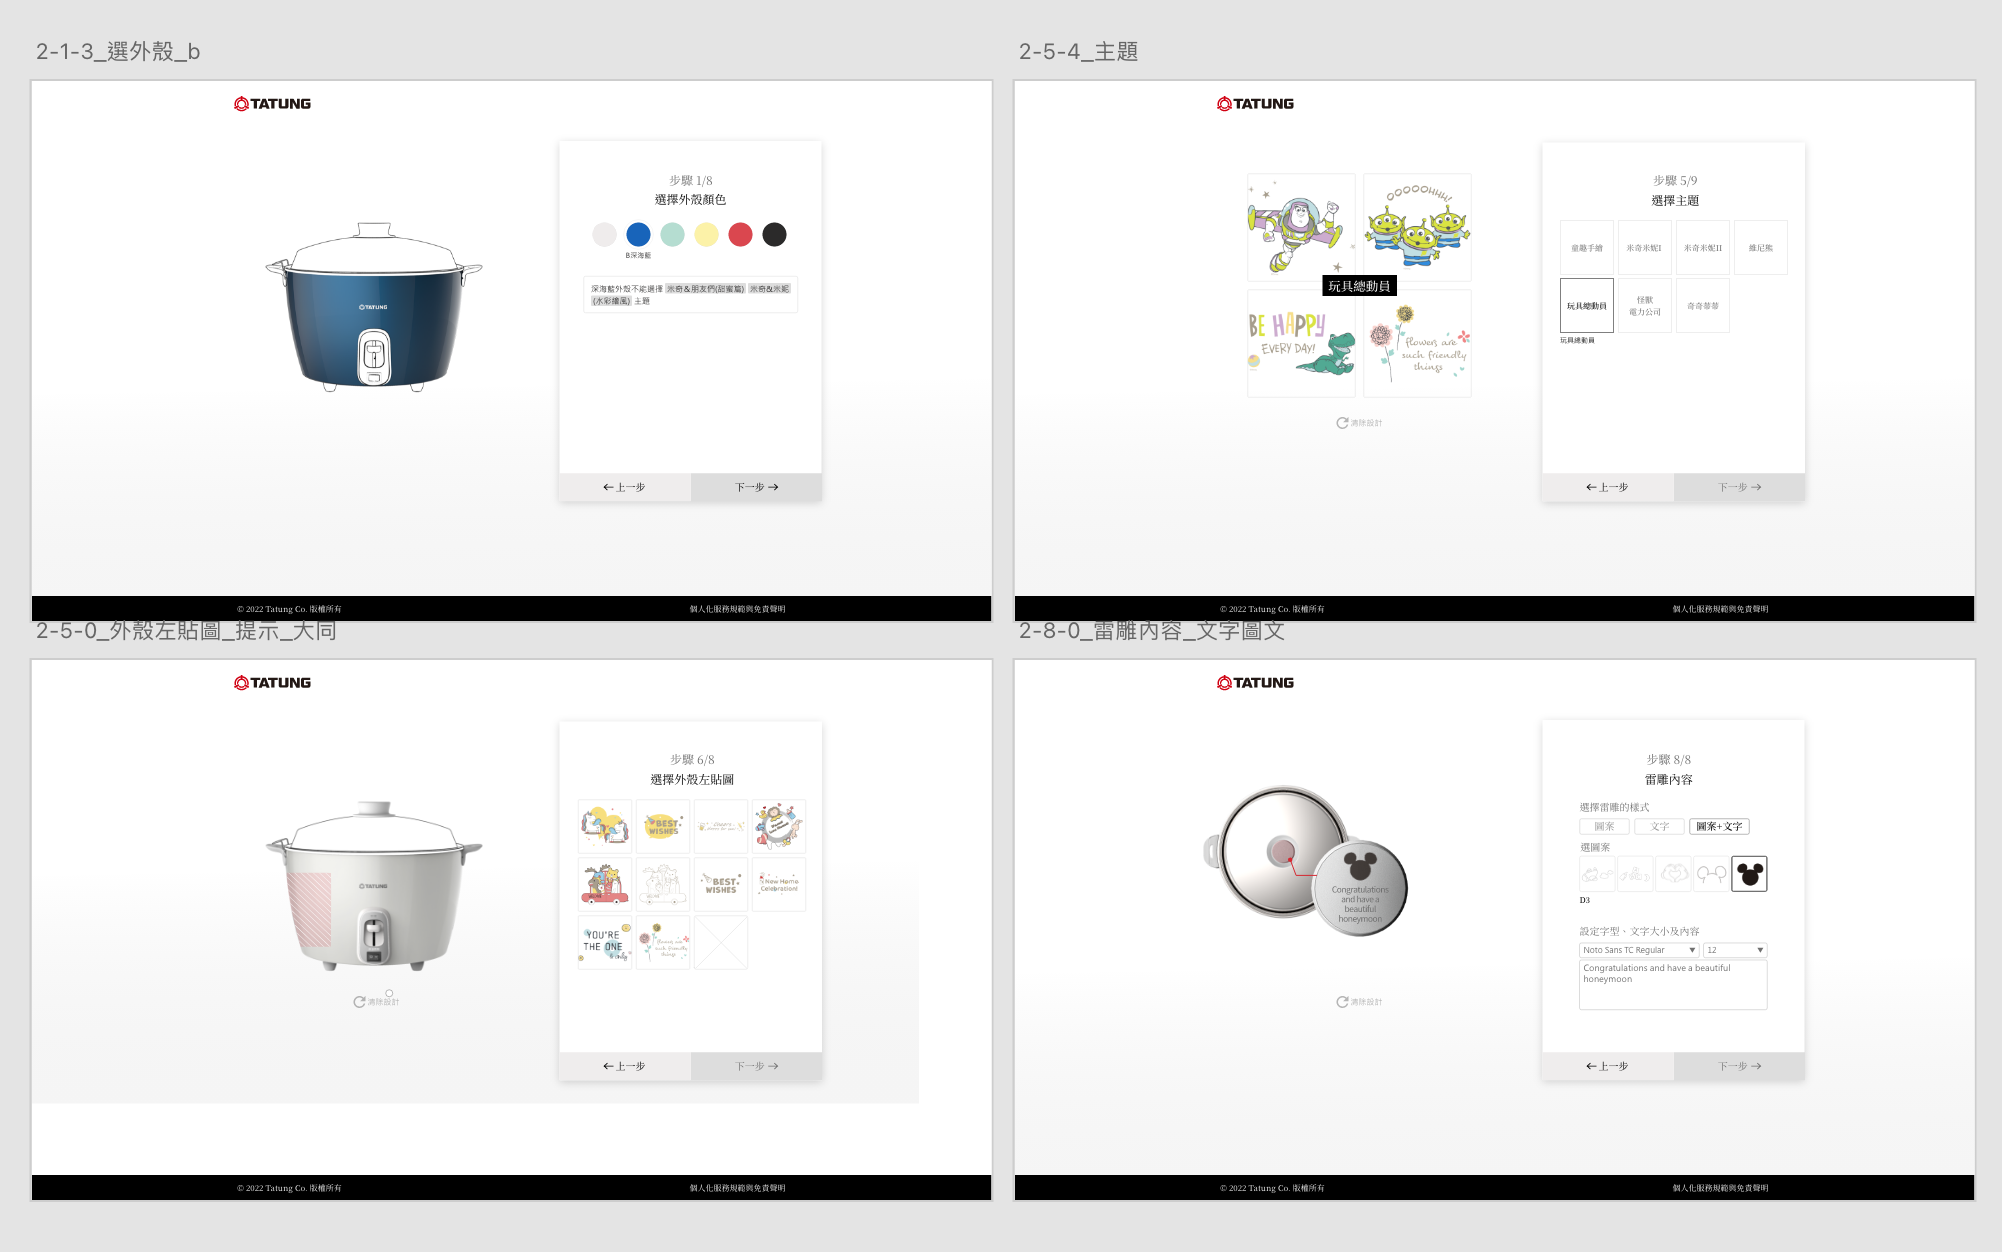 2-1-3_選外殼_b
TATUNG
TATUNG
步驟 1/8
選擇外殼顏色
B深海藍
深海藍外殼不能選擇 米奇&朋友們(甜蜜篇) 米奇&米妮
(水彩繪風) 主題
上一步
下一步
© 2022 Tatung Co. 版權所有
個人化服務規範與免責聲明
2-5-4_主題
TATUNG
OOOOOHHH!
玩具總動員
BE HAPPY
EVERY DAY!
flowers are
such friendly
things
清除設計
步驟 5/9
選擇主題
童趣手繪
米奇米妮I
米奇米妮II
維尼熊
玩具總動員
怪獸
電力公司
奇奇蒂蒂
玩具總動員
上一步
下一步
© 2022 Tatung Co. 版權所有
個人化服務規範與免責聲明
2-5-0_外殼左貼圖_提示_大同
TATUNG
TATUNG
清除設計
步驟 6/8
選擇外殼左貼圖
BEST
WISHES
BEST
WISHES
New Home
Celebration!
YOU'RE
THE ONE
& only
flowers are
such friendly
things
上一步
下一步
© 2022 Tatung Co. 版權所有
個人化服務規範與免責聲明
2-8-0_雷雕內容_文字圖文
TATUNG
Congratulations
and have a
beautiful
honeymoon
清除設計
步驟 8/8
雷雕內容
選擇雷雕的樣式
圖案
文字
圖案+文字
選圖案
D3
設定字型、文字大小及內容
Noto Sans TC Regular
12
Congratulations and have a beautiful
honeymoon
上一步
下一步
© 2022 Tatung Co. 版權所有
個人化服務規範與免責聲明